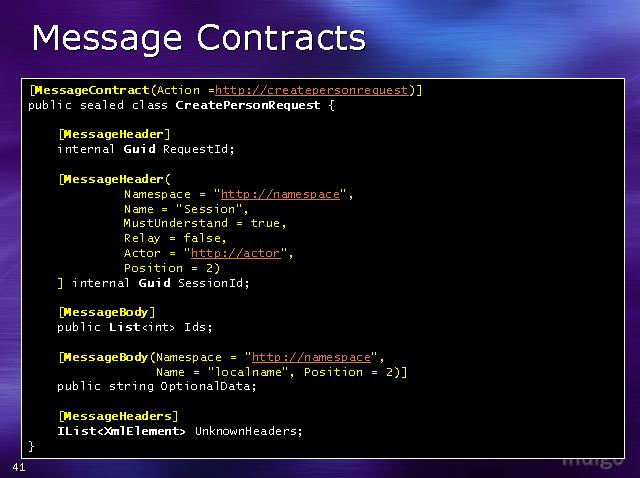 Message Contracts
[MessageContract(Action =http://createpersonrequest)]
public sealed class CreatePersonRequest {
[MessageHeader]
internal Guid RequestId;
[MessageHeader(
Namespace = "http://namespace",
Name = "Session",
MustUnderstand = true,
Relay = false,
Actor = "http://actor",
Position = 2)
] internal Guid SessionId;
[MessageBody]
public List<int> Ids;
[MessageBody(Namespace = "http://namespace",
Name = "localname", Position = 2)]
public string OptionalData;
[MessageHeaders]
IList<XmlElement> UnknownHeaders;
}
41